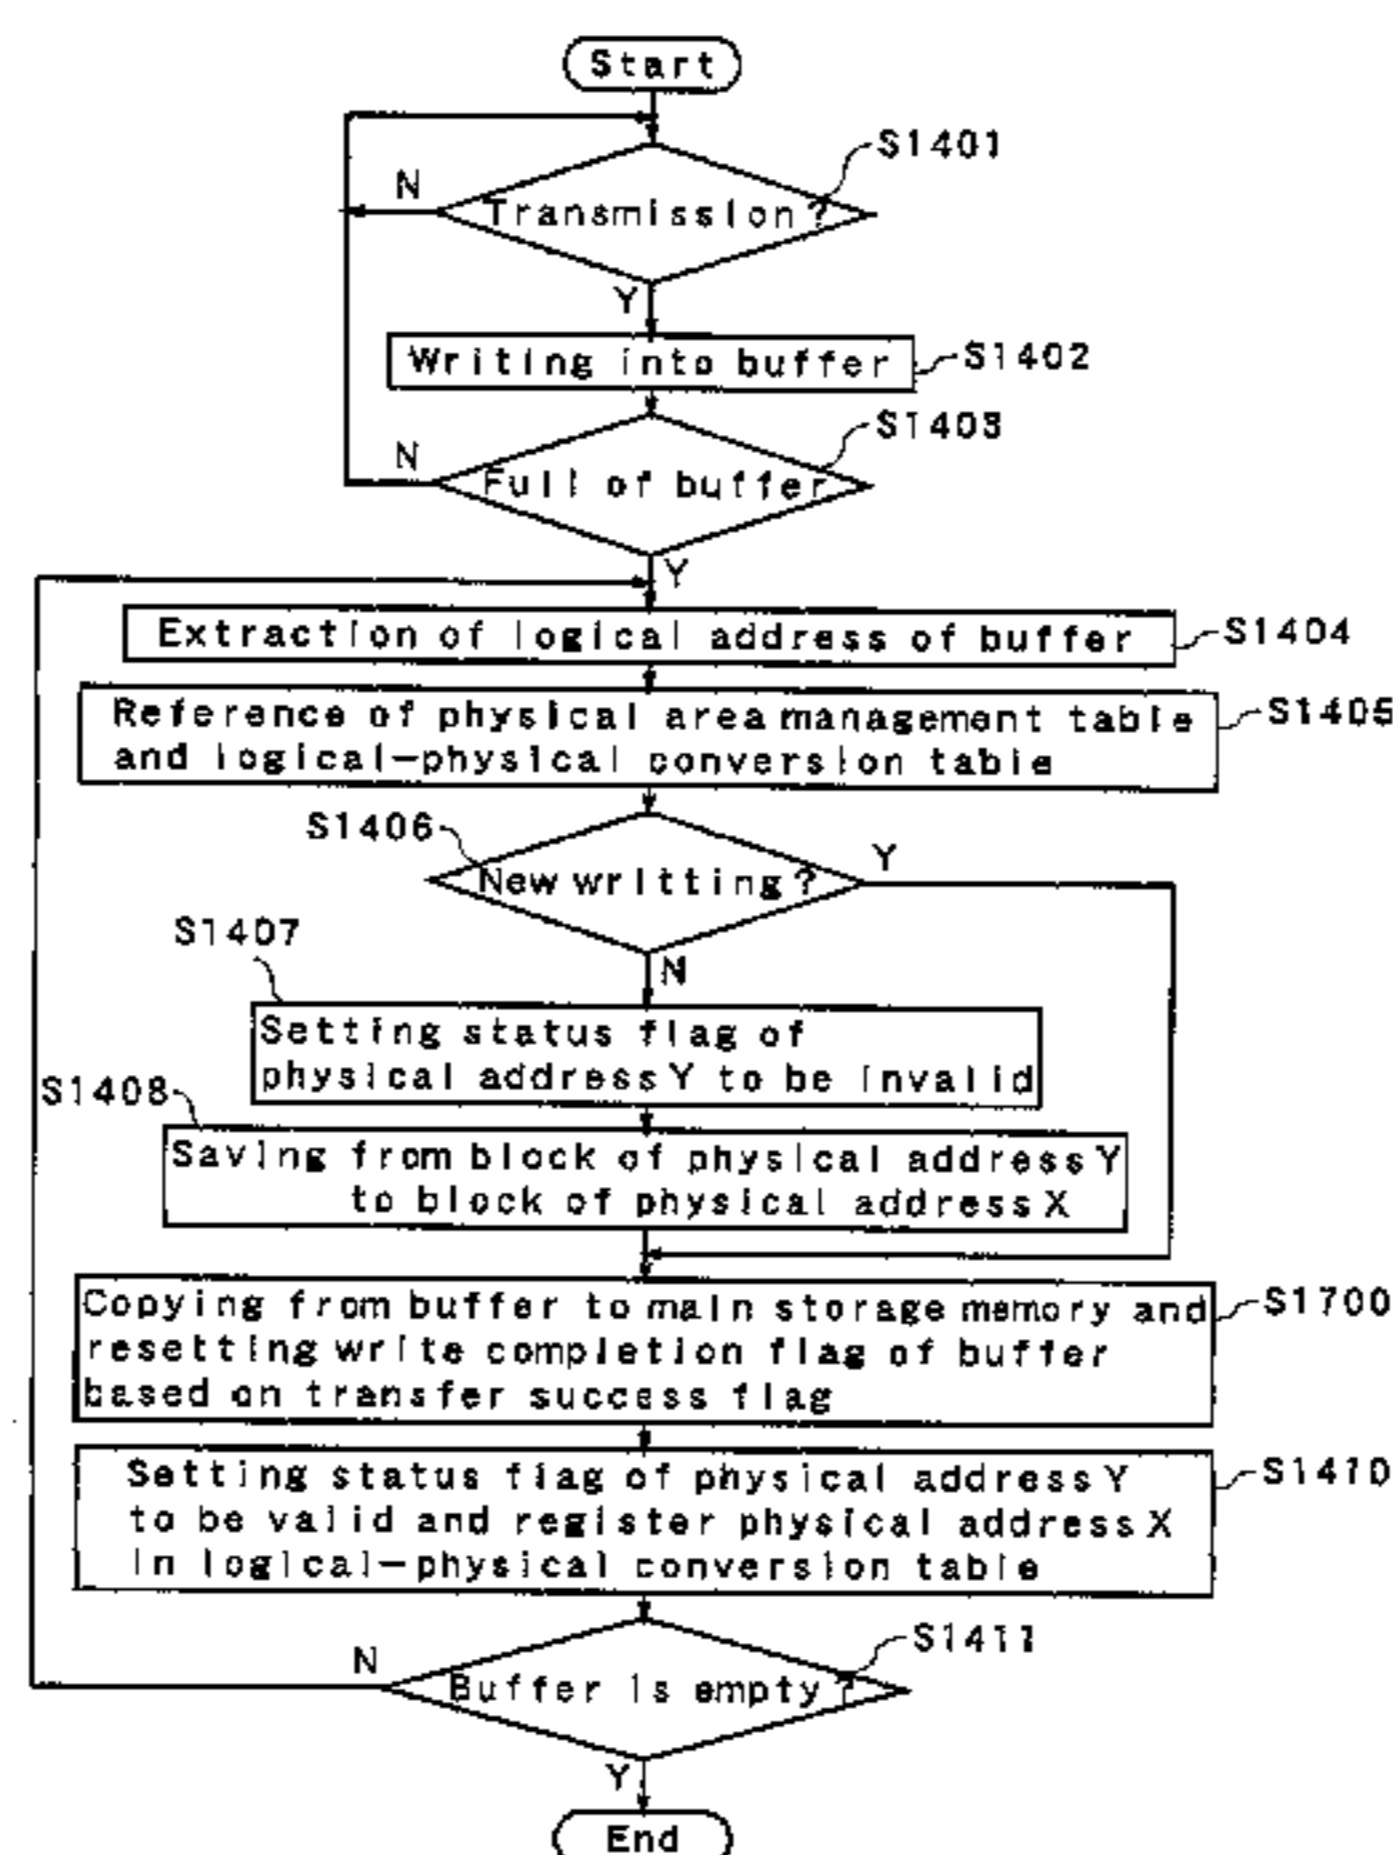 Start
S1401
N
Transmission?
Y
Writing into buffer
S1402
S1403
N
Full of buffer
Y
Extraction of logical address of buffer
S1404
Reference of physical area management table
and logical-physical conversion table
S1405
S1406
New writting?
Y
S1407
N
Setting status flag of
physical address Y to be invalid
S1408
Saving from block of physical address Y
to block of physical address X
Copying from buffer to main storage memory and
resetting write completion flag of buffer
based on transfer success flag
S1700
Setting status flag of physical address Y
to be valid and register physical address X
in logical-physical conversion table
S1410
S1411
N
Buffer is empty?
Y
End